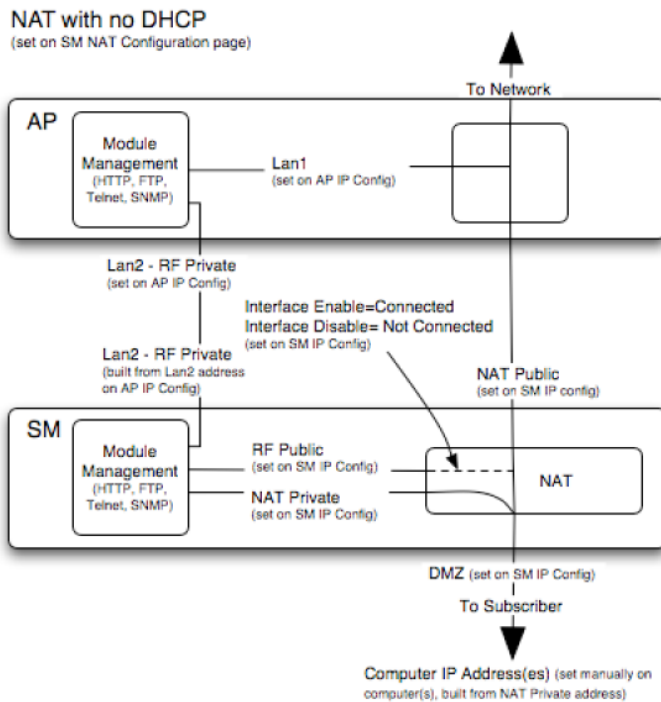 NAT with no DHCP
(set on SM NAT Configuration page)
To Network
AP
Module
Management
(HTTP, FTP,
Telnet, SNMP)
Lan1
(set on AP IP Config)
Lan2 - RF Private
(set on AP IP Config)
Interface Enable=Connected
Interface Disable= Not Connected
(set on SM IP Config)
Lan2 - RF Private
(built from Lan2 address
on AP IP Config)
NAT Public
(set on SM IP config)
SM
Module
Management
(HTTP, FTP,
Telnet, SNMP)
RF Public
(set on SM IP Config)
NAT Private
(set on SM IP Config)
NAT
DMZ (set on SM IP Config)
To Subscriber
Computer IP Address(es) (set manually on
computer(s), built from NAT Private address)